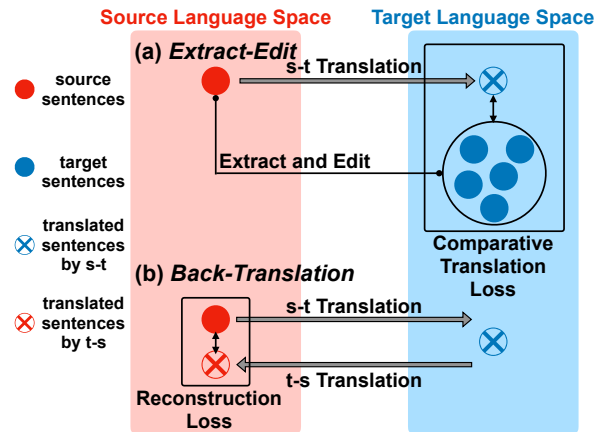 Source Language Space
Target Language Space
(a) Extract-Edit
s-t Translation
source
sentences
Extract and Edit
target
sentences
translated
sentences
by s-t
Comparative
Translation
Loss
(b) Back-Translation
s-t Translation
translated
sentences
by t-s
t-s Translation
Reconstruction
Loss